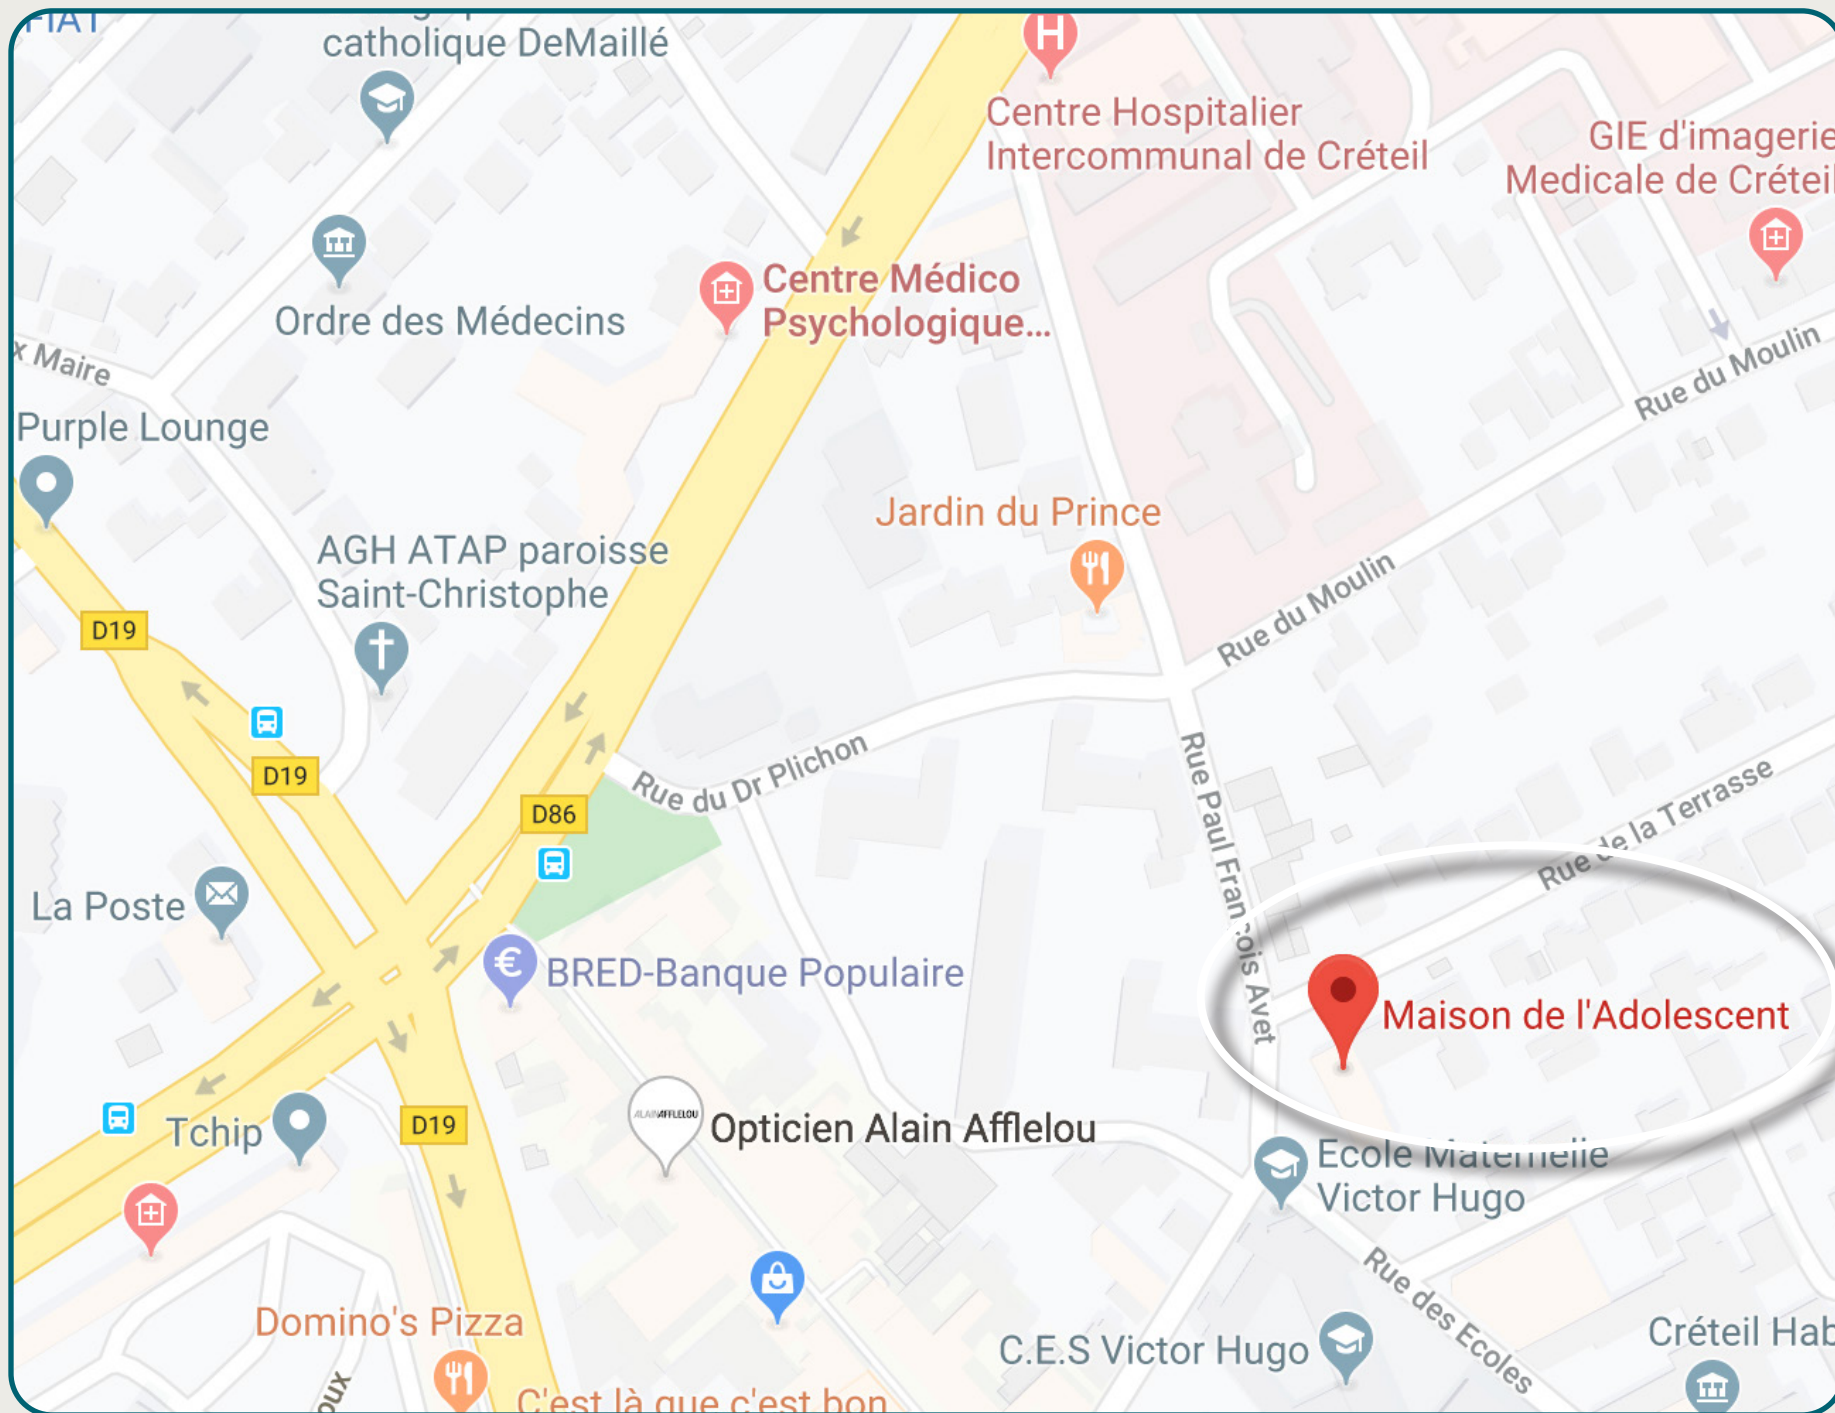 FIAT
catholique DeMaillé
H
Centre Hospitalier
Intercommunal de Créteil
GIE d'imagerie
Medicale de Créteil
Ordre des Médecins
Centre Médico
Psychologique...
x Maire
Rue du Moulin
Purple Lounge
Jardin du Prince
AGH ATAP paroisse
Saint-Christophe
D19
Rue du Moulin
D19
Rue du Dr Plichon
D86
Rue Paul François Avet
Rue de la Terrasse
La Poste
€
BRED-Banque Populaire
Maison de l'Adolescent
Tchip
D19
ALAIN AFFLELOU
Opticien Alain Afflelou
Ecole Maternelle
Victor Hugo
Rue des Ecoles
Domino's Pizza
C.E.S Victor Hugo
Créteil Hab
oux
C'est là que c'est bon